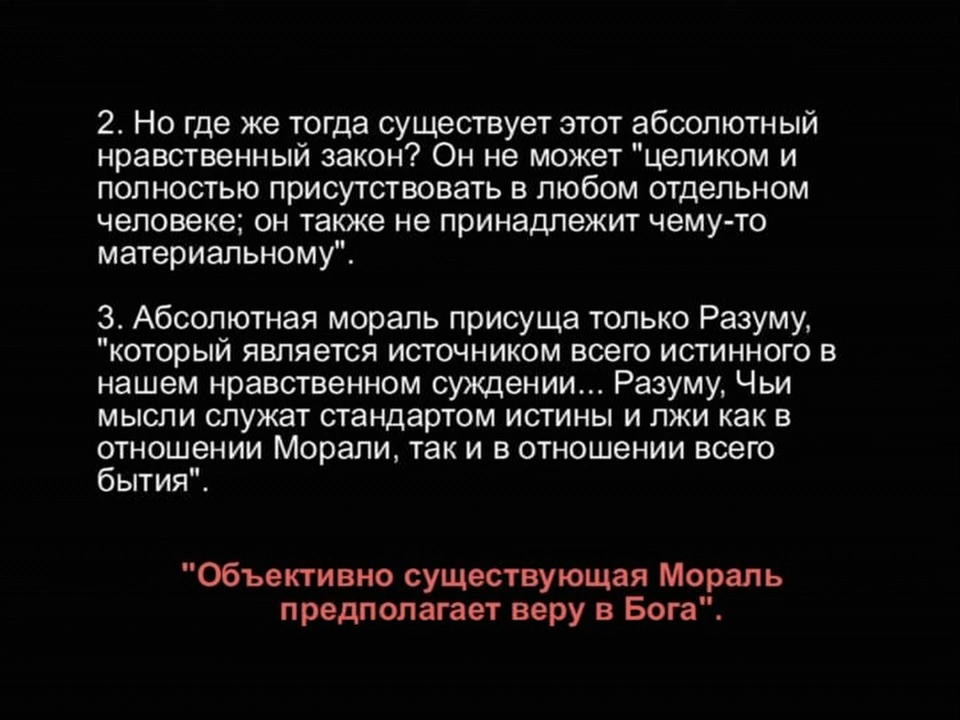 2. Но где же тогда существует этот абсолютный
нравственный закон? Он не может "целиком и
полностью присутствовать в любом отдельном
человеке; он также не принадлежит чему-то
материальному".
3. Абсолютная мораль присуща только Разуму,
"который является источником всего истинного в
нашем нравственном суждении... Разуму, Чьи
мысли служат стандартом истины и лжи как в
отношении Морали, так и в отношении всего
бытия".
"Объективно существующая Мораль
предполагает веру в Бога".